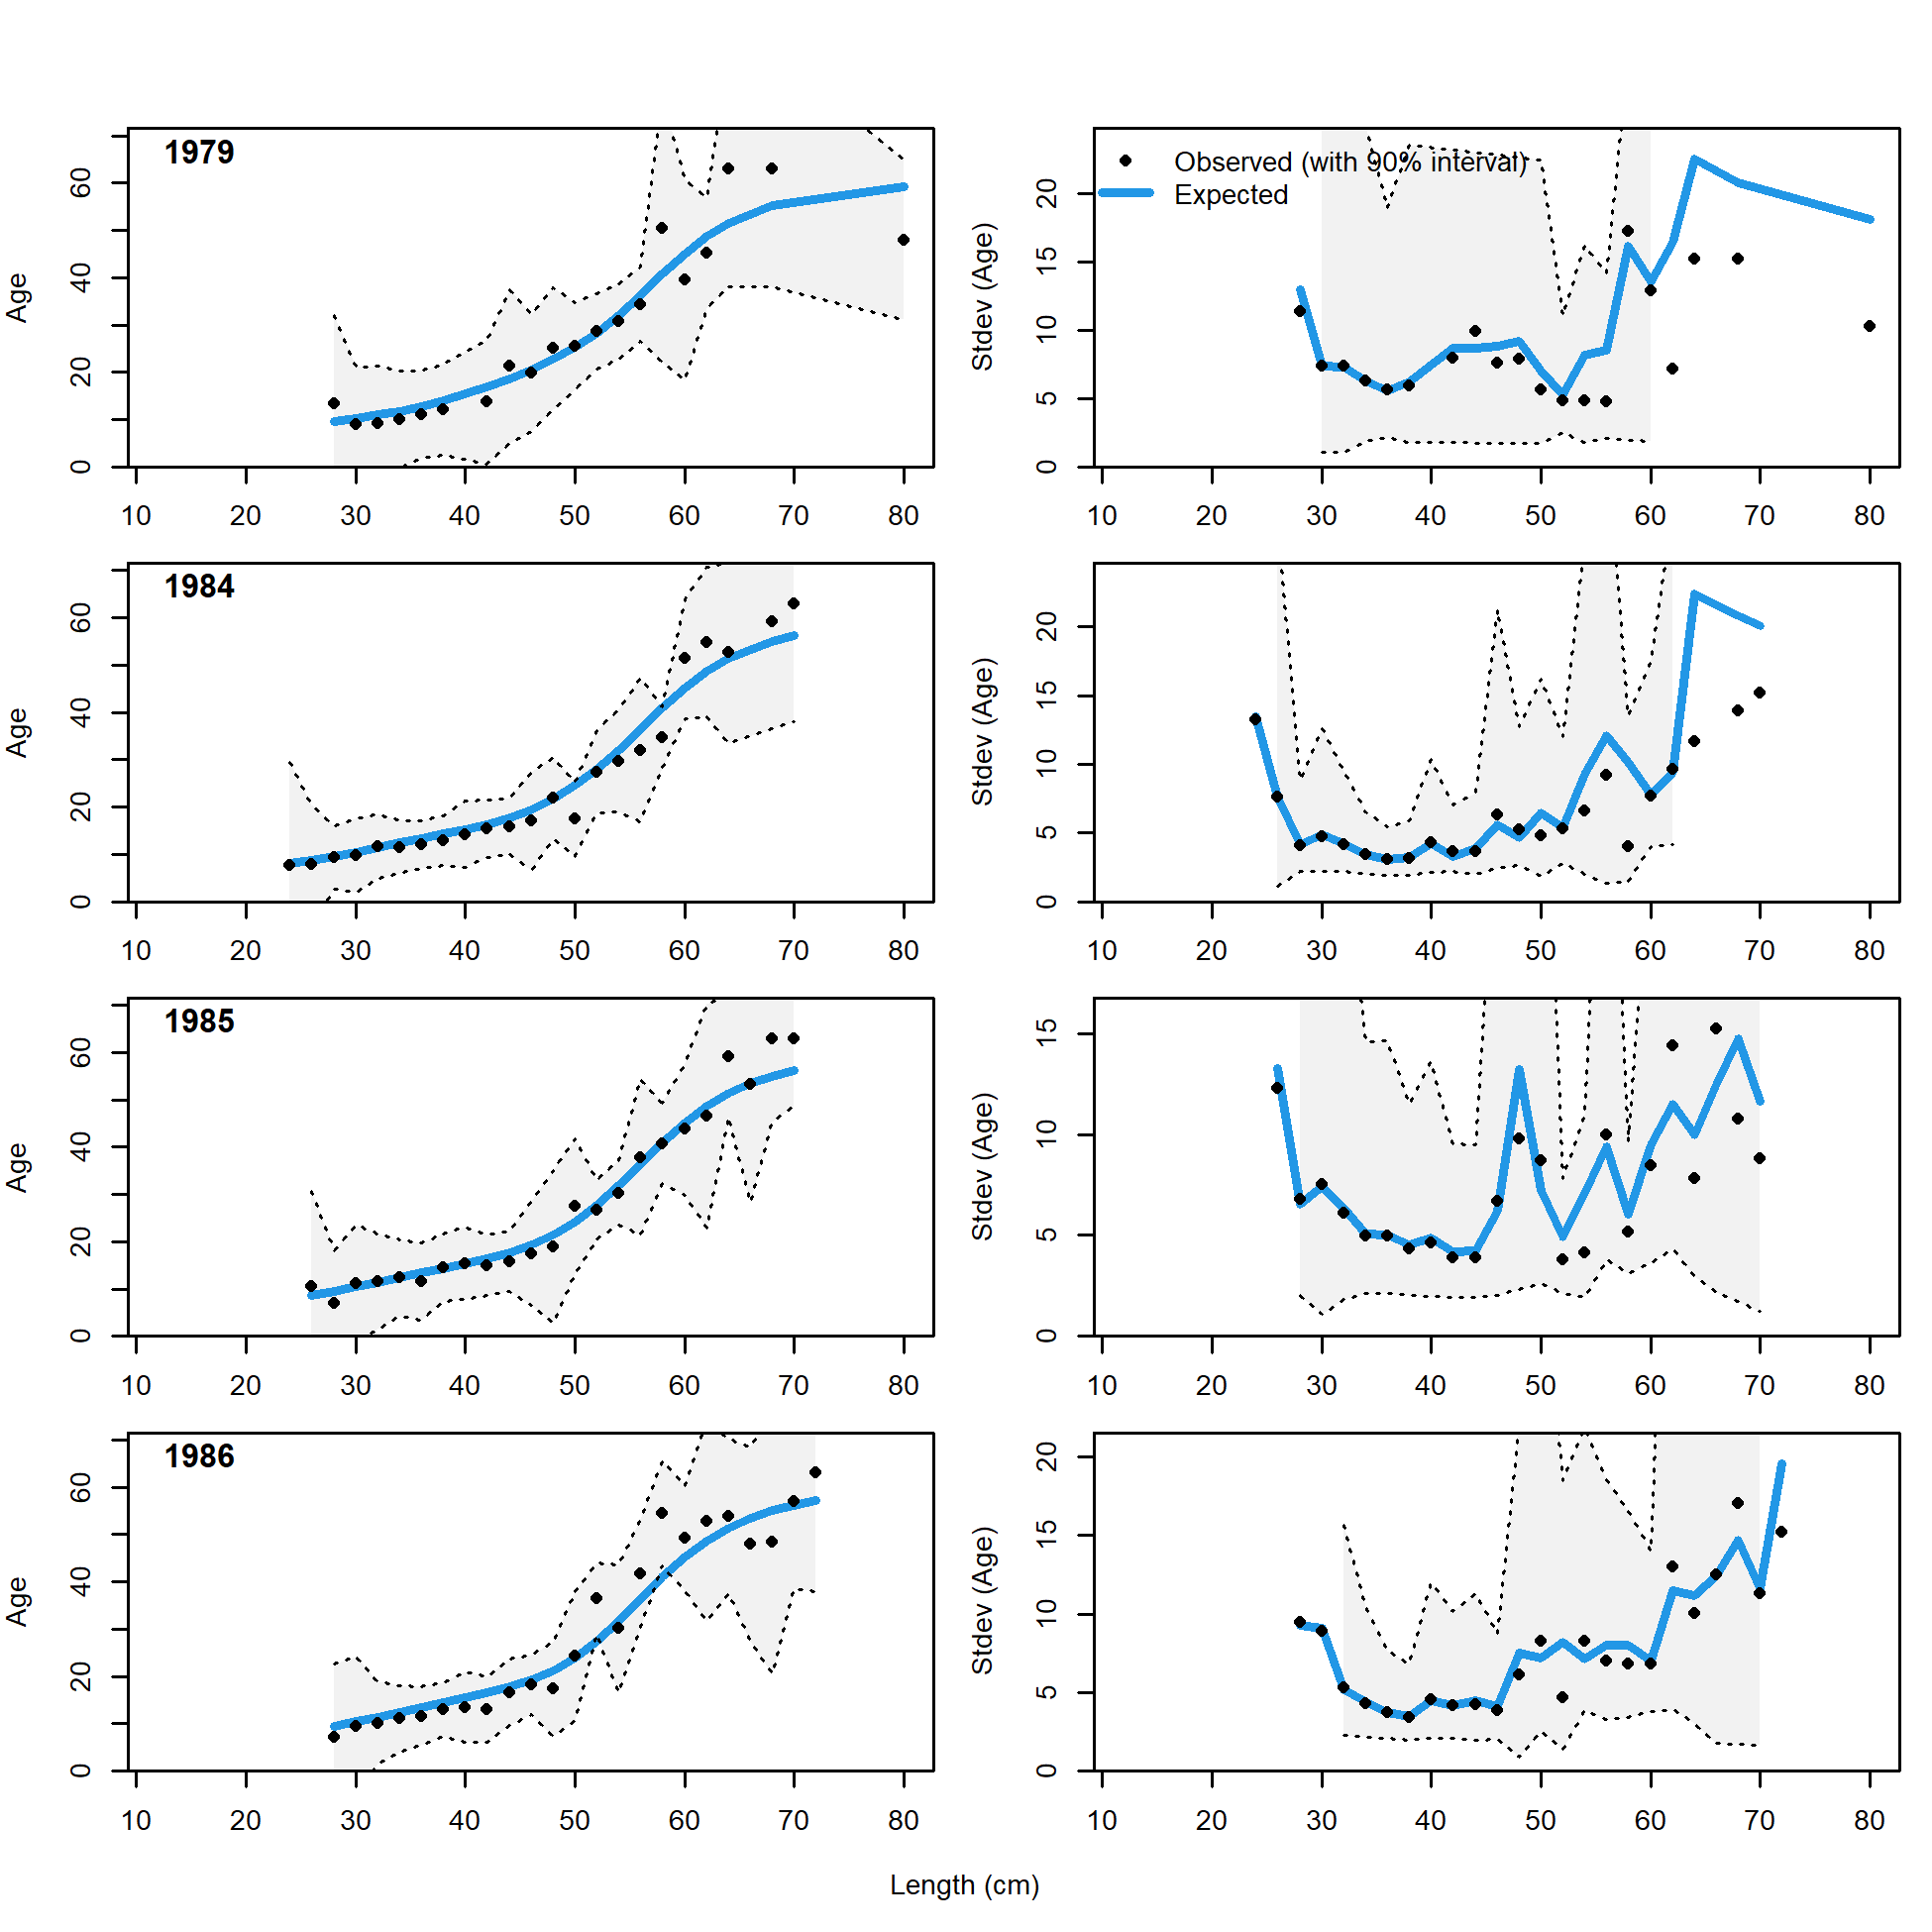 1979
Age
0 20 40 60
10 20 30 40 50 60 70 80
Observed (with 90% interval)
Expected
Stdev (Age)
0 5 10 15 20
10 20 30 40 50 60 70 80
1984
Age
0 20 40 60
10 20 30 40 50 60 70 80
Stdev (Age)
0 5 10 15 20
10 20 30 40 50 60 70 80
1985
Age
0 20 40 60
10 20 30 40 50 60 70 80
Stdev (Age)
0 5 10 15
10 20 30 40 50 60 70 80
1986
Age
0 20 40 60
10 20 30 40 50 60 70 80
Stdev (Age)
0 5 10 15 20
10 20 30 40 50 60 70 80
Length (cm)